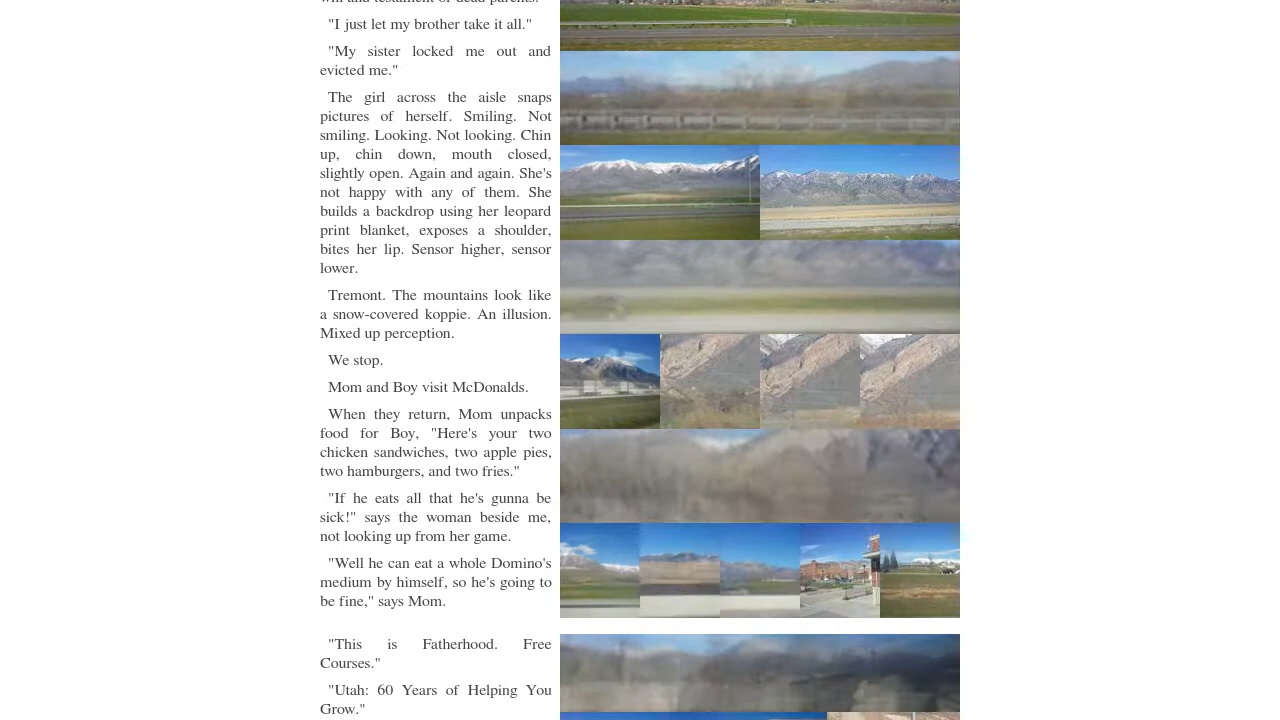 "I just let my brother take it all."
"My sister locked me out and
evicted me."
The girl across the aisle snaps
pictures of herself. Smiling. Not
smiling. Looking. Not looking. Chin
up, chin down, mouth closed,
slightly open. Again and again. She's
not happy with any of them. She
builds a backdrop using her leopard
print blanket, exposes a shoulder,
bites her lip. Sensor higher, sensor
lower.
Tremont. The mountains look like
a snow-covered koppie. An illusion.
Mixed up perception.
We stop.
Mom and Boy visit McDonalds.
When they return, Mom unpacks
food for Boy, "Here's your two
chicken sandwiches, two apple pies,
two hamburgers, and two fries."
"If he eats all that he's gunna be
sick!" says the woman beside me,
not looking up from her game.
"Well he can eat a whole Domino's
medium by himself, so he's going to
be fine," says Mom.
"This is Fatherhood. Free
Courses."
"Utah: 60 Years of Helping You
Grow."